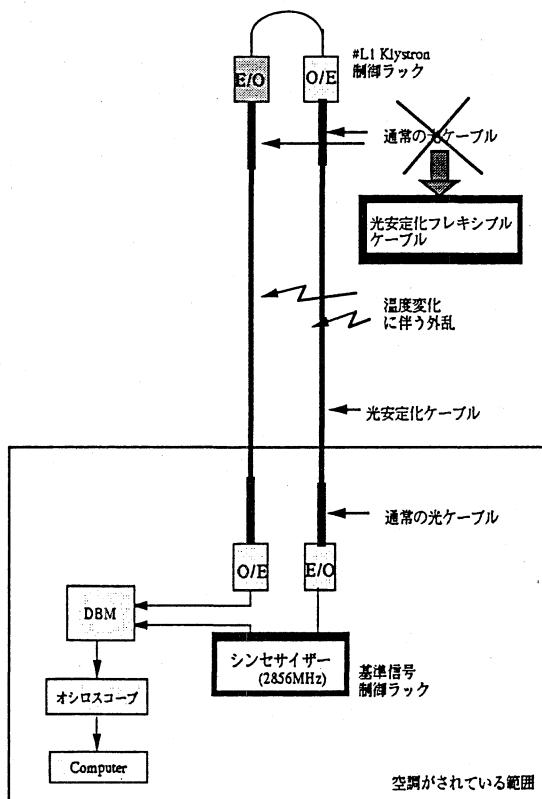 #L1 Klystron
制御ラック
E/O
O/E
通常の光ケーブル
光安定化フレキシブル
ケーブル
温度変化
に伴う外乱
光安定化ケーブル
通常の光ケーブル
O/E
E/O
DBM
シンセサイザー
(2856MHz)
基準信号
制御ラック
オシロスコープ
Computer
空調がされている範囲